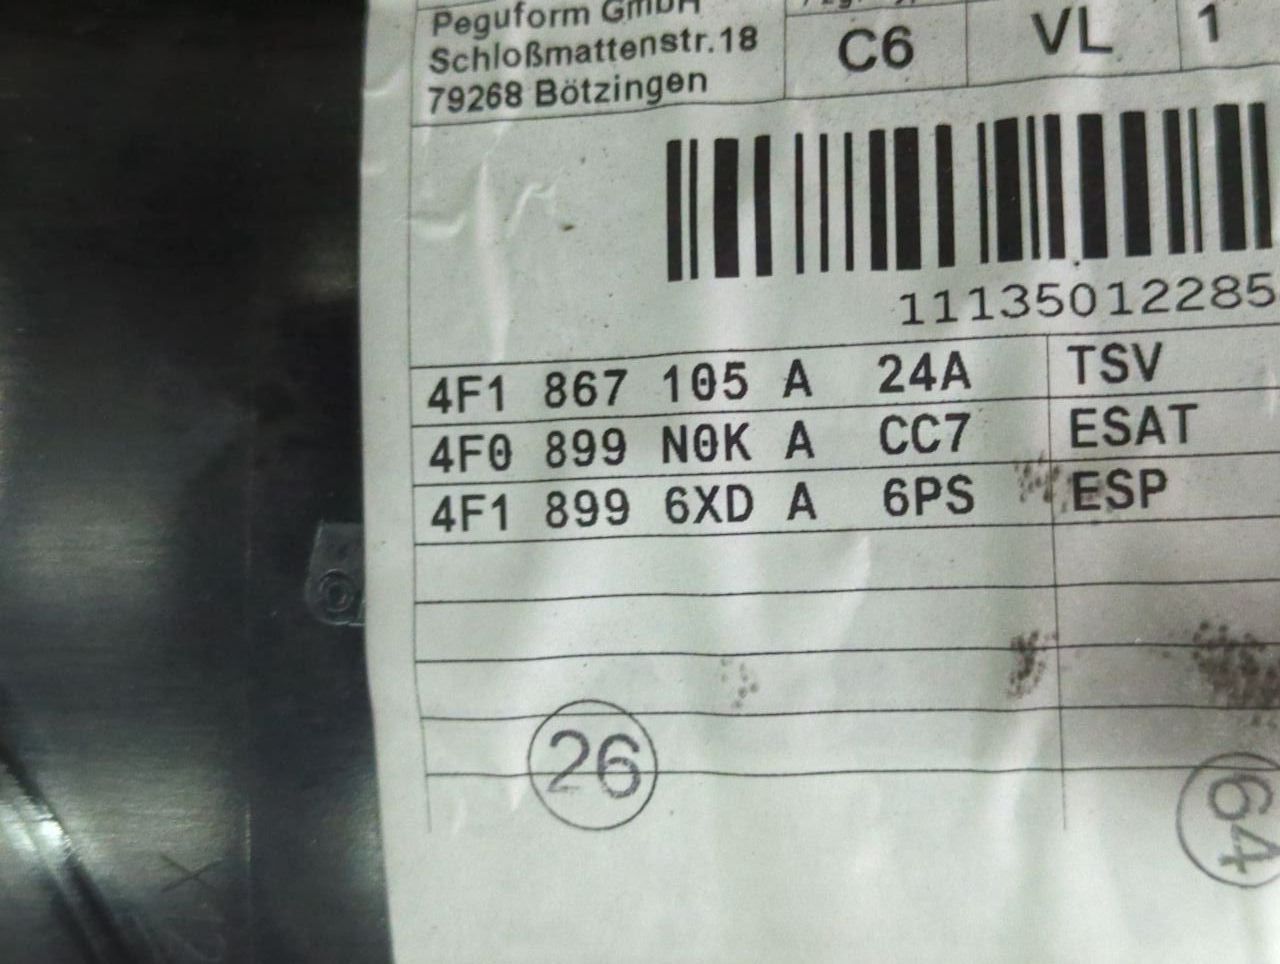 Peguform GmbH
Schloßmattenstr.18
79268 Bötzingen
C6
VL
1
11135012285
4F1 867 105 A 24A TSV
4F0 899 N0K A CC7 ESAT
4F1 899 6XD A 6PS ESP
26
64